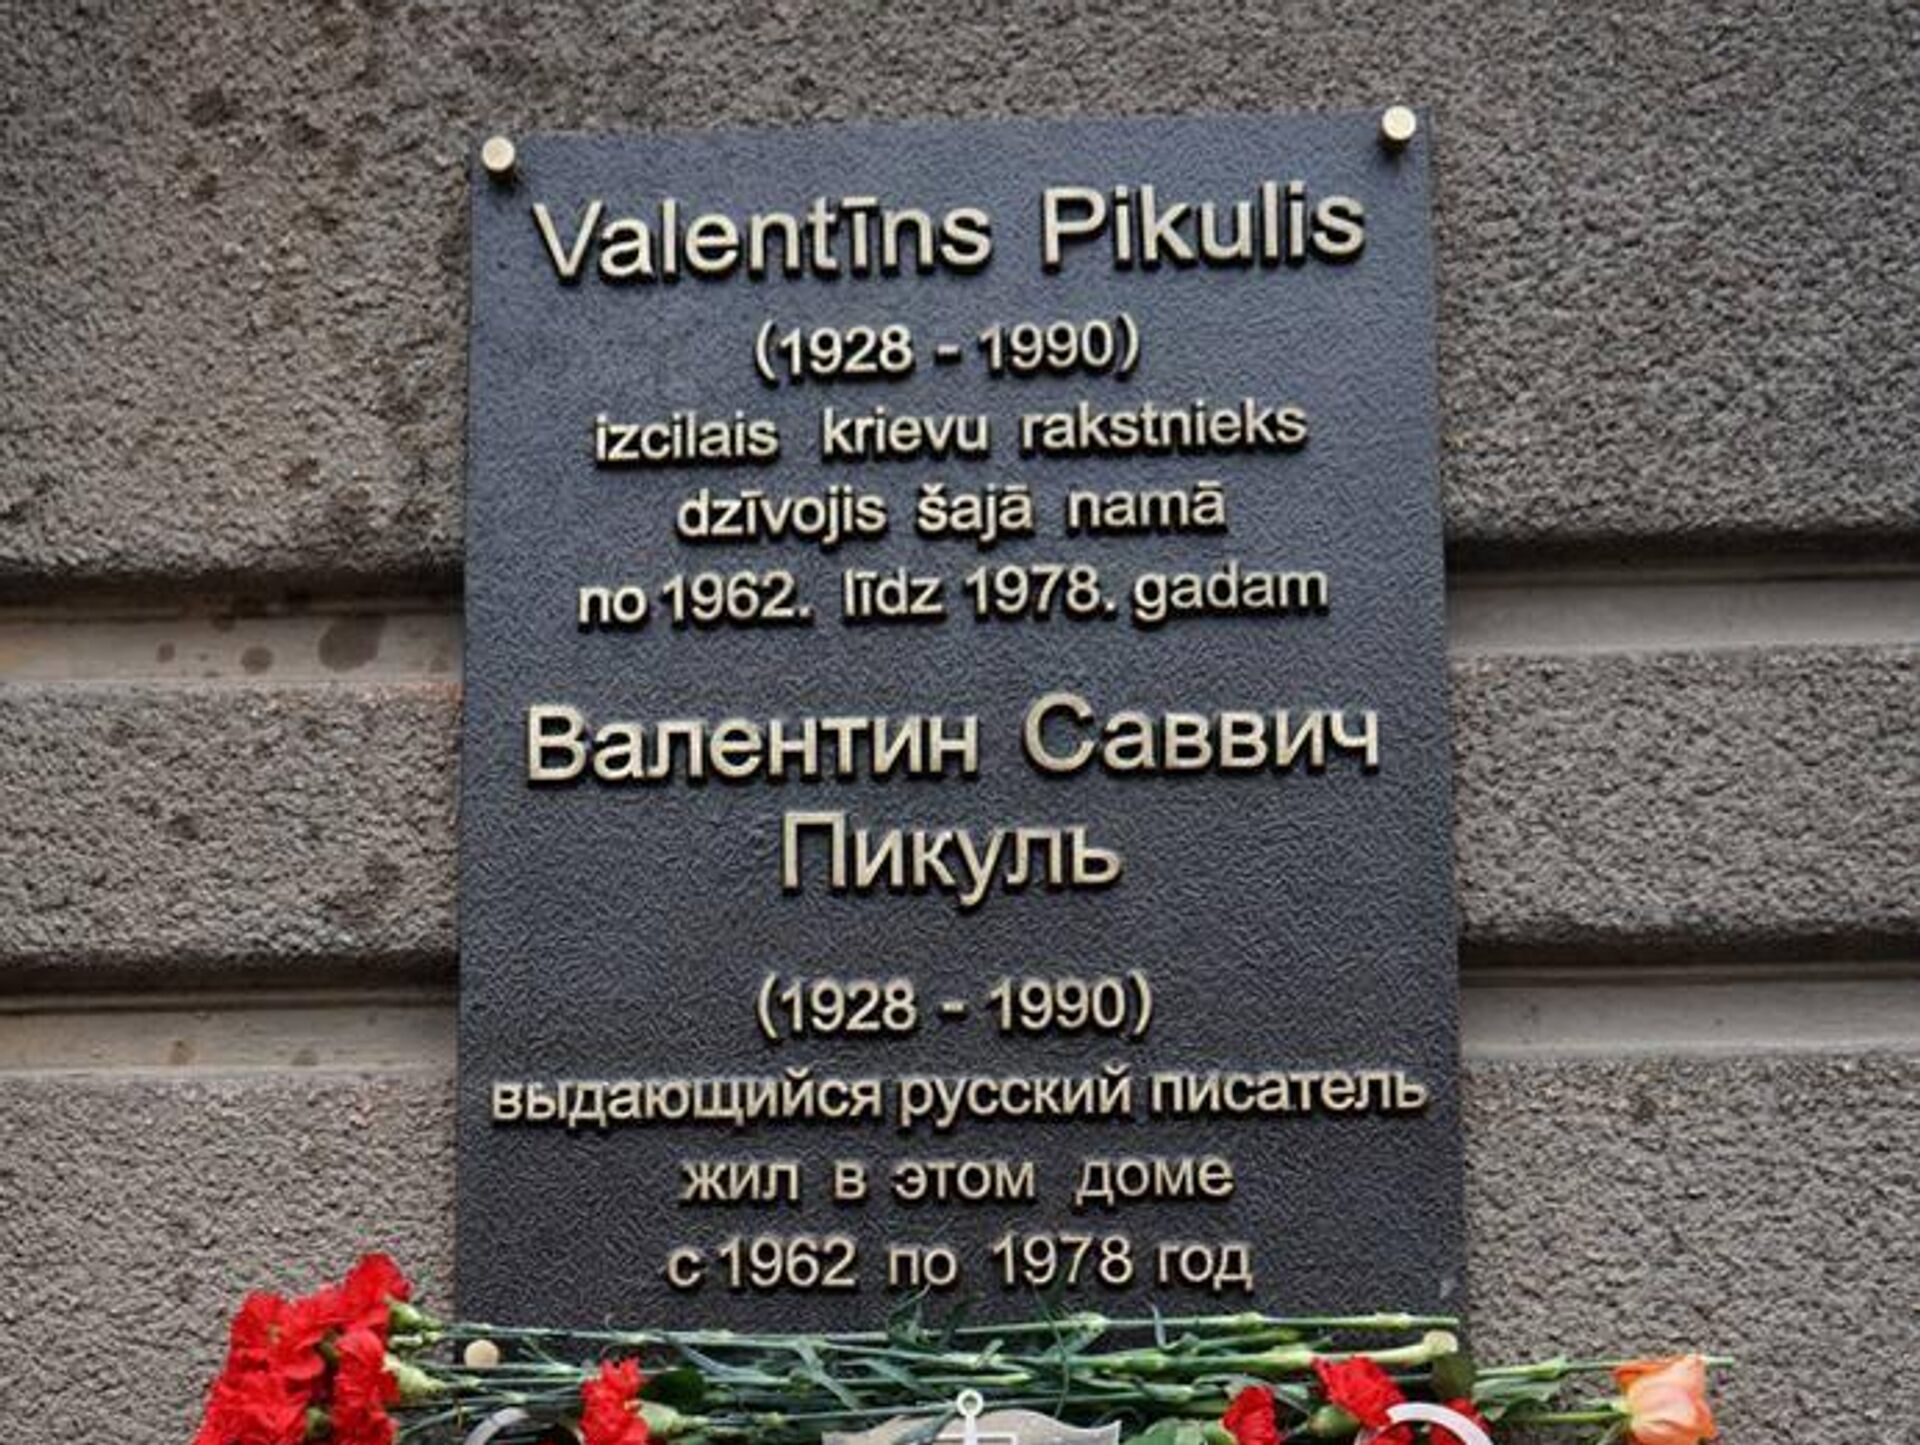 Valentīns Pikulis
(1928 - 1990)
izcilais krievu rakstnieks
dzīvojis šajā namā
no 1962. līdz 1978. gadam
Валентин Саввич
Пикуль
(1928 - 1990)
выдающийся русский писатель
жил в этом доме
с 1962 по 1978 год